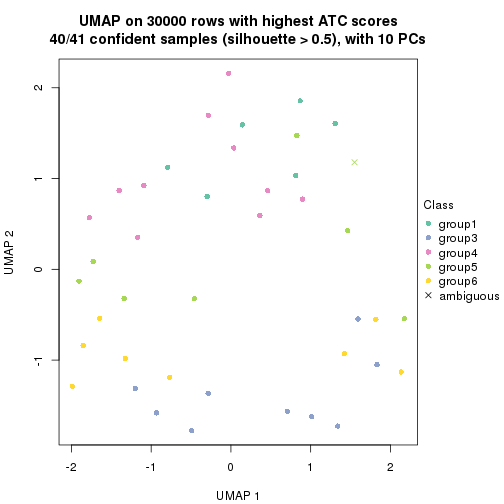 UMAP on 30000 rows with highest ATC scores
40/41 confident samples (silhouette > 0.5), with 10 PCs
2
1
0
-1
UMAP 2
-2
-1
0
1
2
UMAP 1
Class
group1
group3
group4
group5
group6
ambiguous